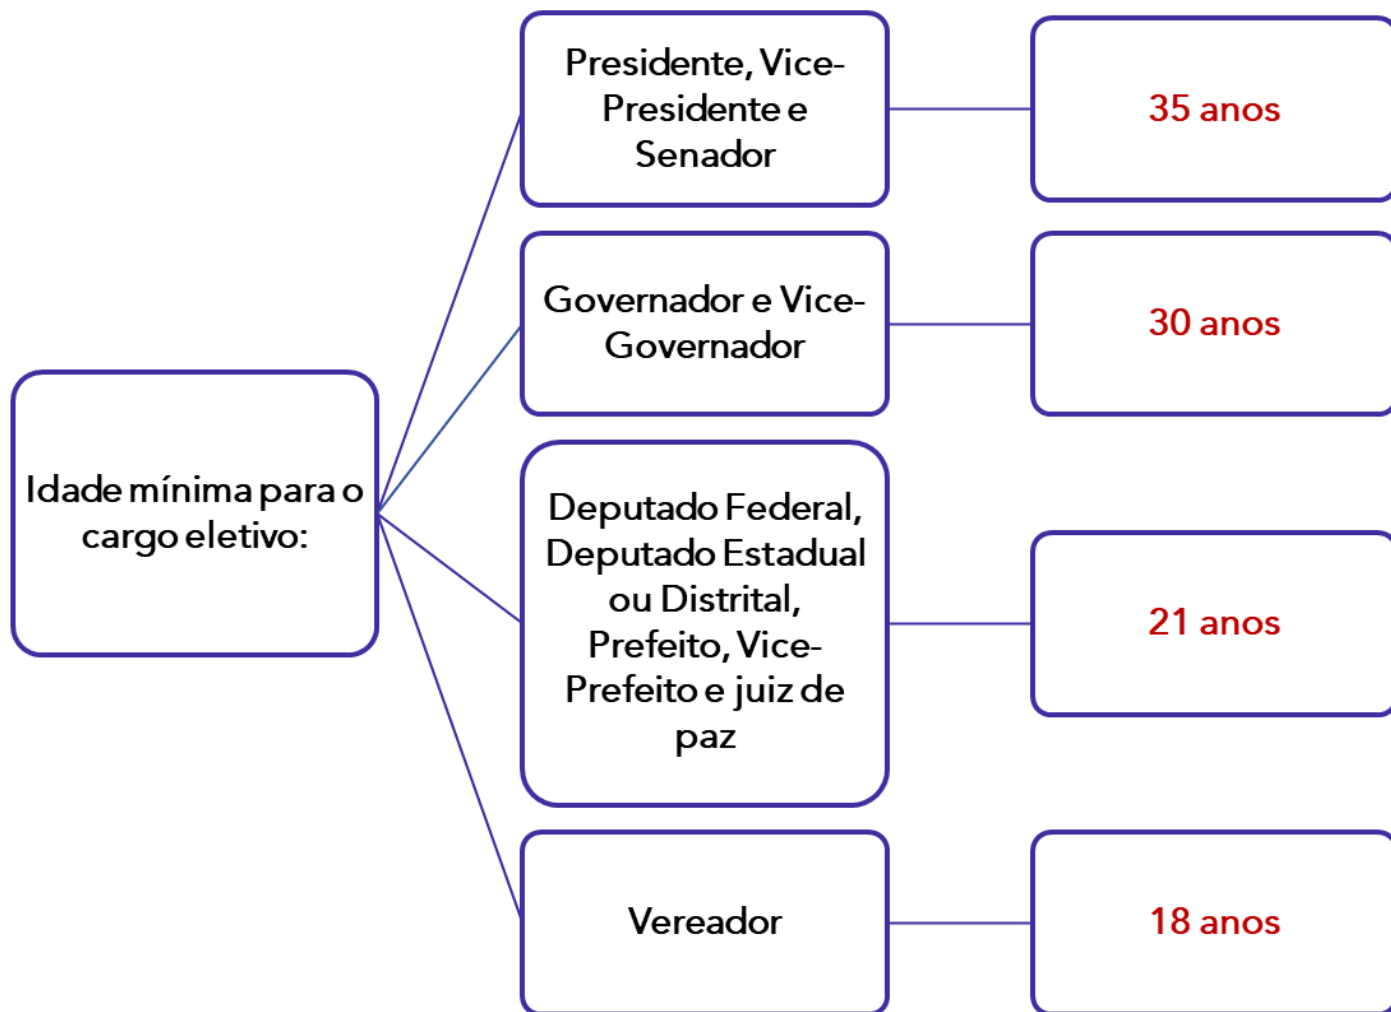 Idade mínima para o
cargo eletivo:
Presidente, Vice-
Presidente e
Senador
35 anos
Governador e Vice-
Governador
30 anos
Deputado Federal,
Deputado Estadual
ou Distrital,
Prefeito, Vice-
Prefeito e juiz de
paz
21 anos
Vereador
18 anos